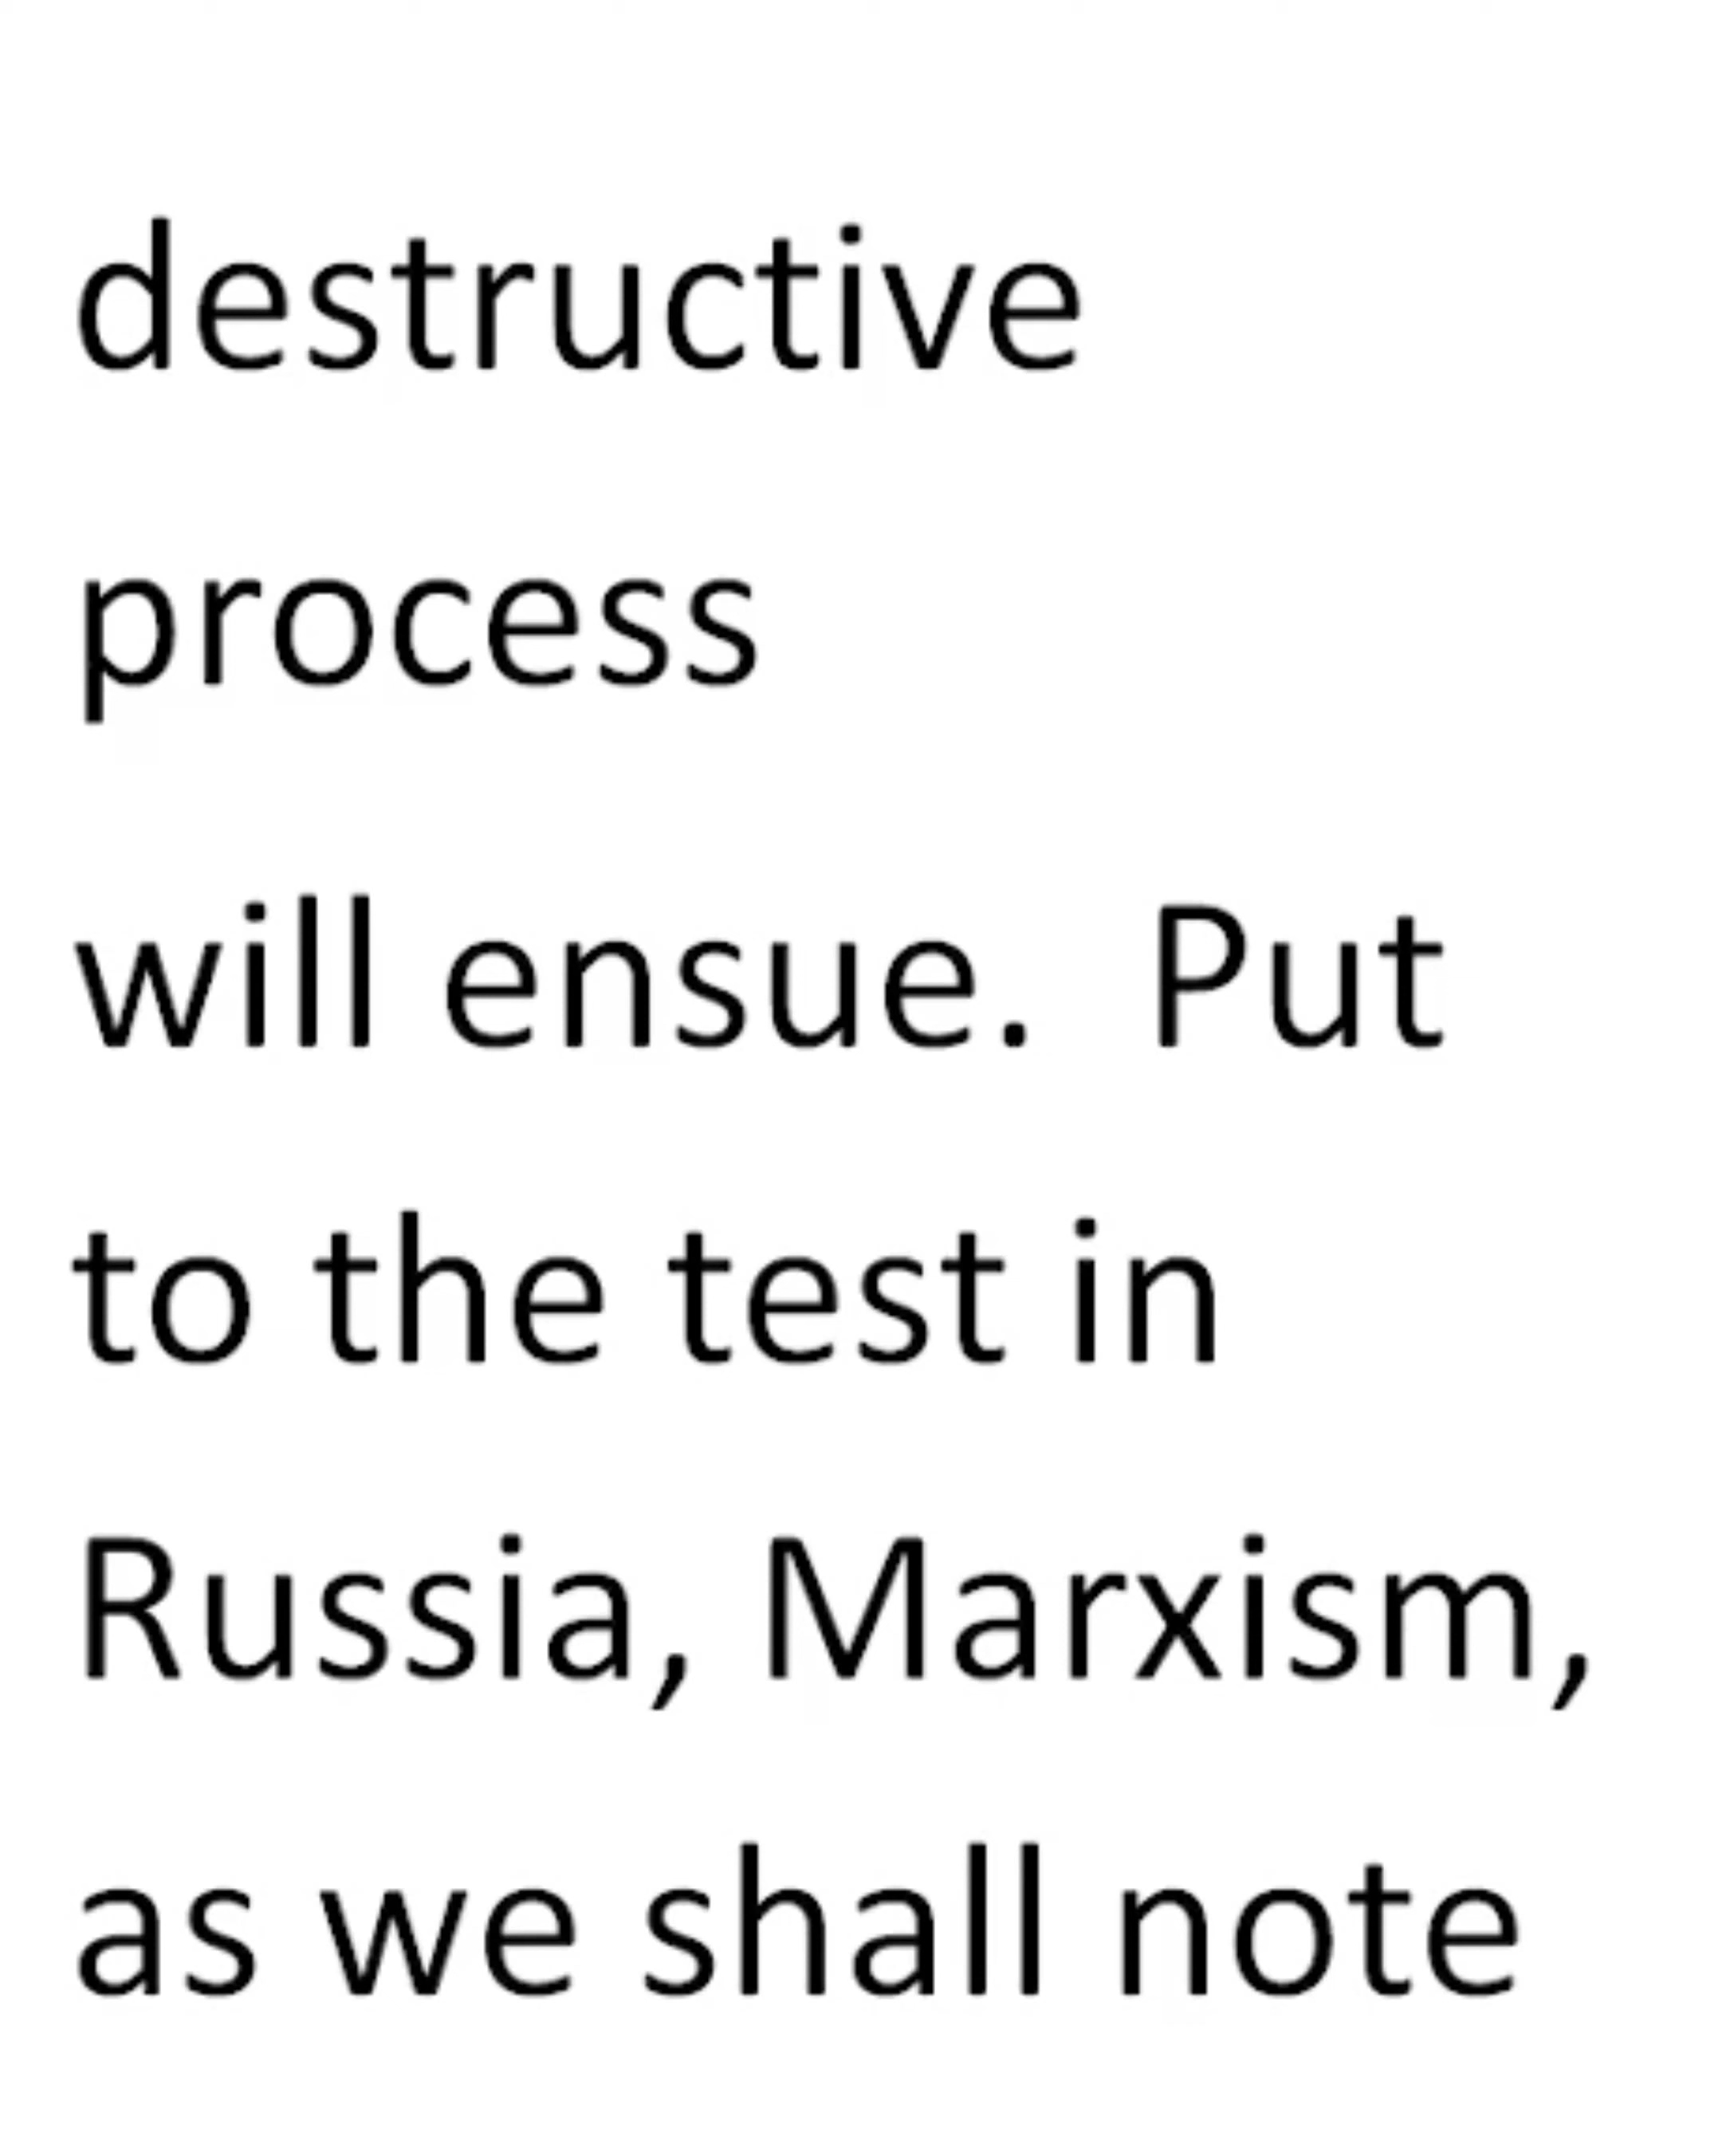 destructive
process
will ensue.  Put
to the test in
Russia, Marxism,
as we shall note